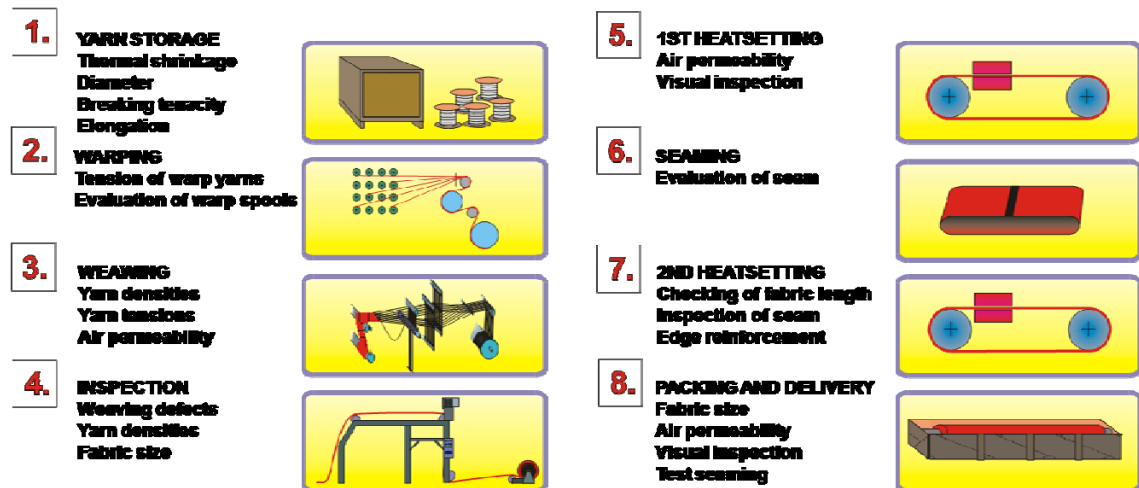 1.
YARN STORAGE
Thermal shrinkage
Diameter
Breaking tenacity
Elongation
2.
WARPING
Tension of warp yarns
Evaluation of warp spools
3.
WEAWING
Yarn densities
Yarn tensions
Air permeability
4.
INSPECTION
Weaving defects
Yarn densities
Fabric size
5.
1ST HEATSETTING
Air permeability
Visual inspection
6.
SEAMING
Evaluation of seam
7.
2ND HEATSETTING
Checking of fabric length
Inspection of seam
Edge reinforcement
8.
PACKING AND DELIVERY
Fabric size
Air permeability
Visual inspection
Test seaming